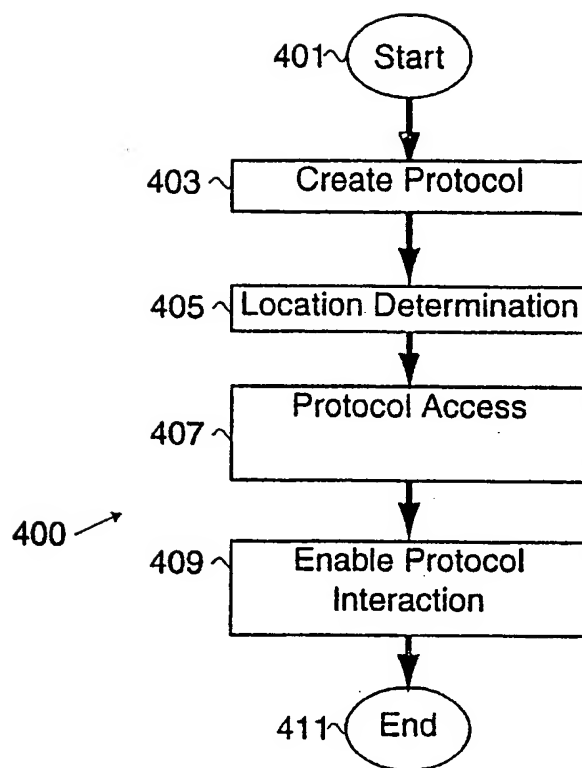 401 Start
403 Create Protocol
405 Location Determination
407 Protocol Access
400
409 Enable Protocol
Interaction
411 End